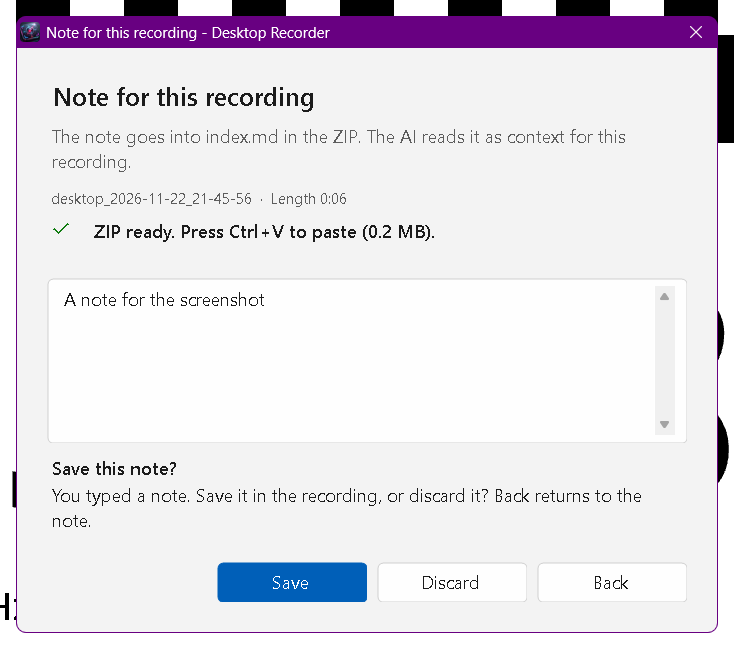 Note for this recording - Desktop Recorder
Note for this recording
The note goes into index.md in the ZIP. The AI reads it as context for this
recording.
desktop_2026-11-22_21-45-56 · Length 0:06
ZIP ready. Press Ctrl+V to paste (0.2 MB).
A note for the screenshot
Save this note?
You typed a note. Save it in the recording, or discard it? Back returns to the
note.
Save
Discard
Back